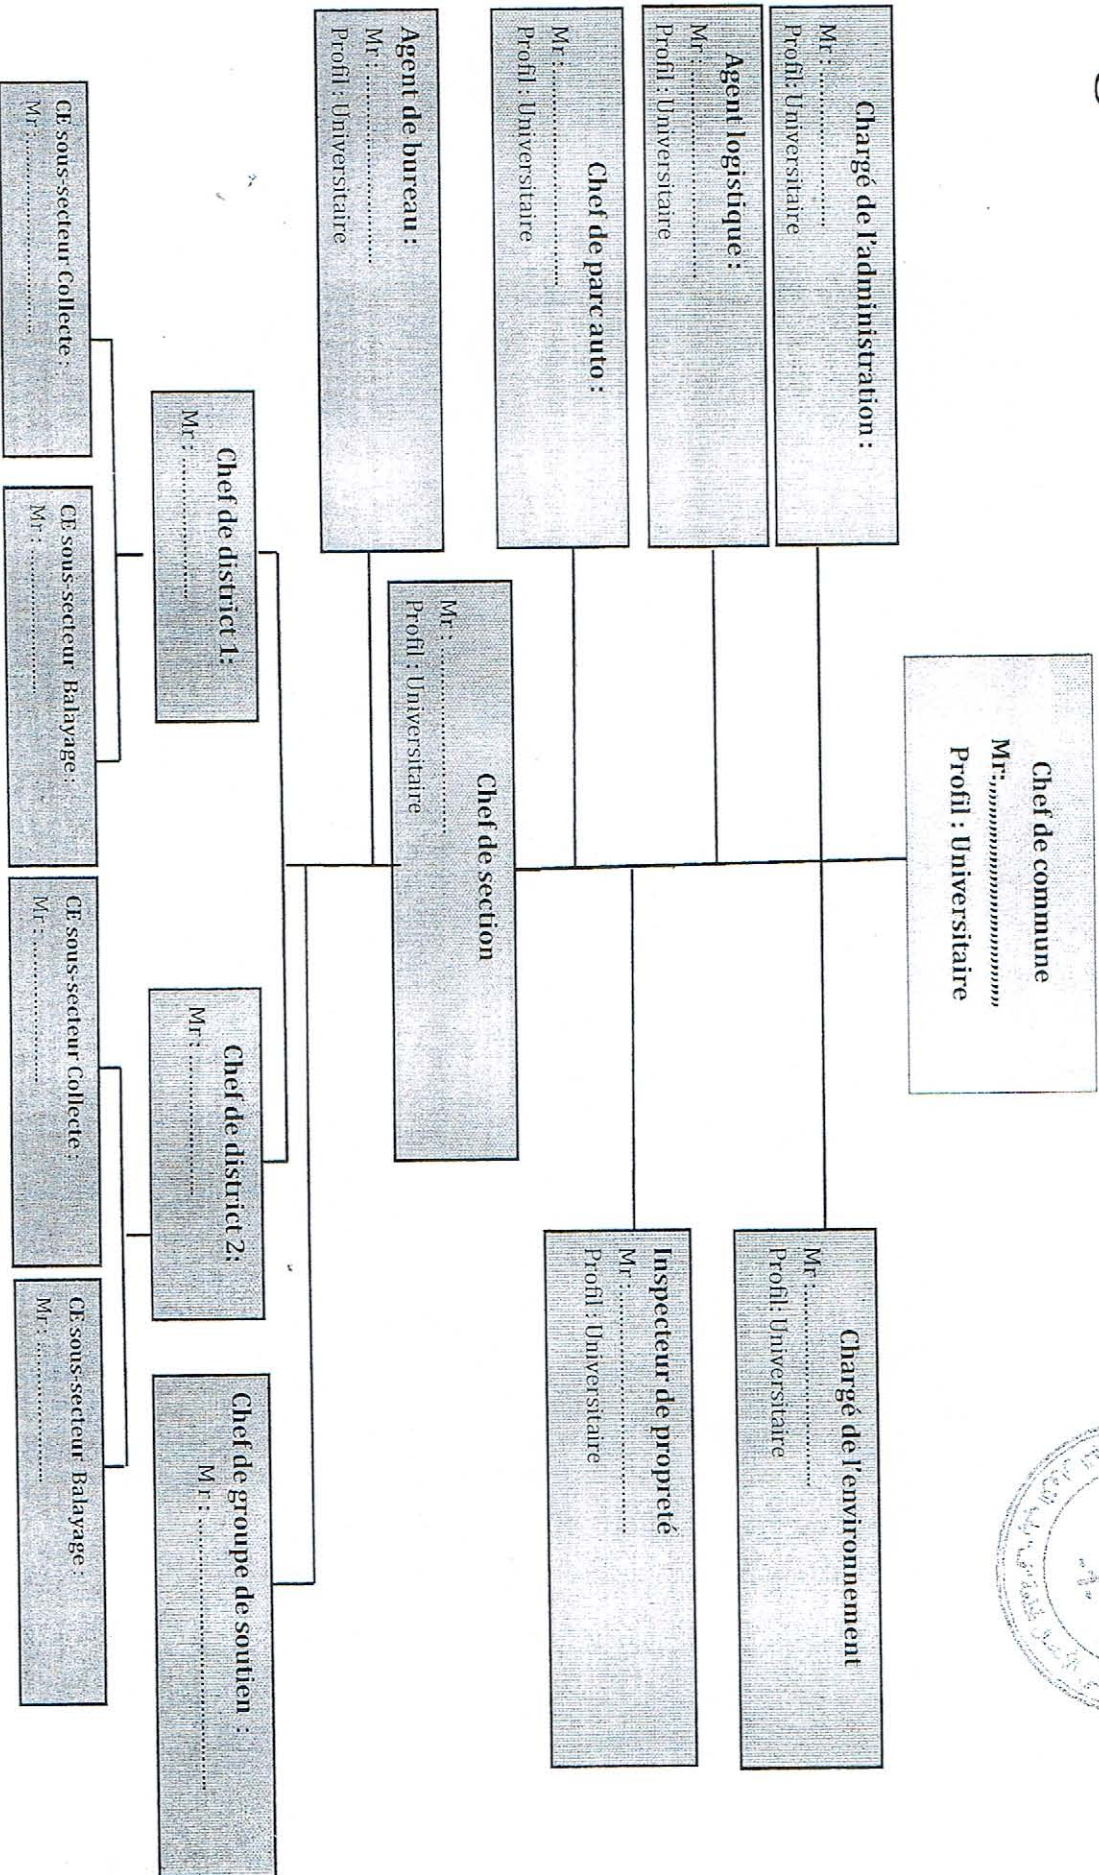 Chef de commune
Mr:,,,,,,,,,,,,,,,,,,,,,,,,,,,,,,
Profil : Universitaire
Chargé de l'administration :
Mr : ..............................
Profil : Universitaire
Chargé de l'environnement
Mr : ..............................
Profil : Universitaire
Agent logistique :
Mr : ..............................
Profil : Universitaire
Inspecteur de propreté
Mr : ..............................
Profil : Universitaire
Chef de parc auto :
Mr : ..............................
Profil : Universitaire
Chef de section
Mr : ..............................
Profil : Universitaire
Agent de bureau :
Mr : ..............................
Profil : Universitaire
Chef de district 1:
Mr : ..............................
Chef de district 2:
Mr : ..............................
Chef de groupe de soutien :
Mr : ..............................
CE sous-secteur Collecte :
Mr : ..............................
CE sous-secteur Balayage :
Mr : ..............................
CE sous-secteur Collecte :
Mr : ..............................
CE sous-secteur Balayage :
Mr : ..............................